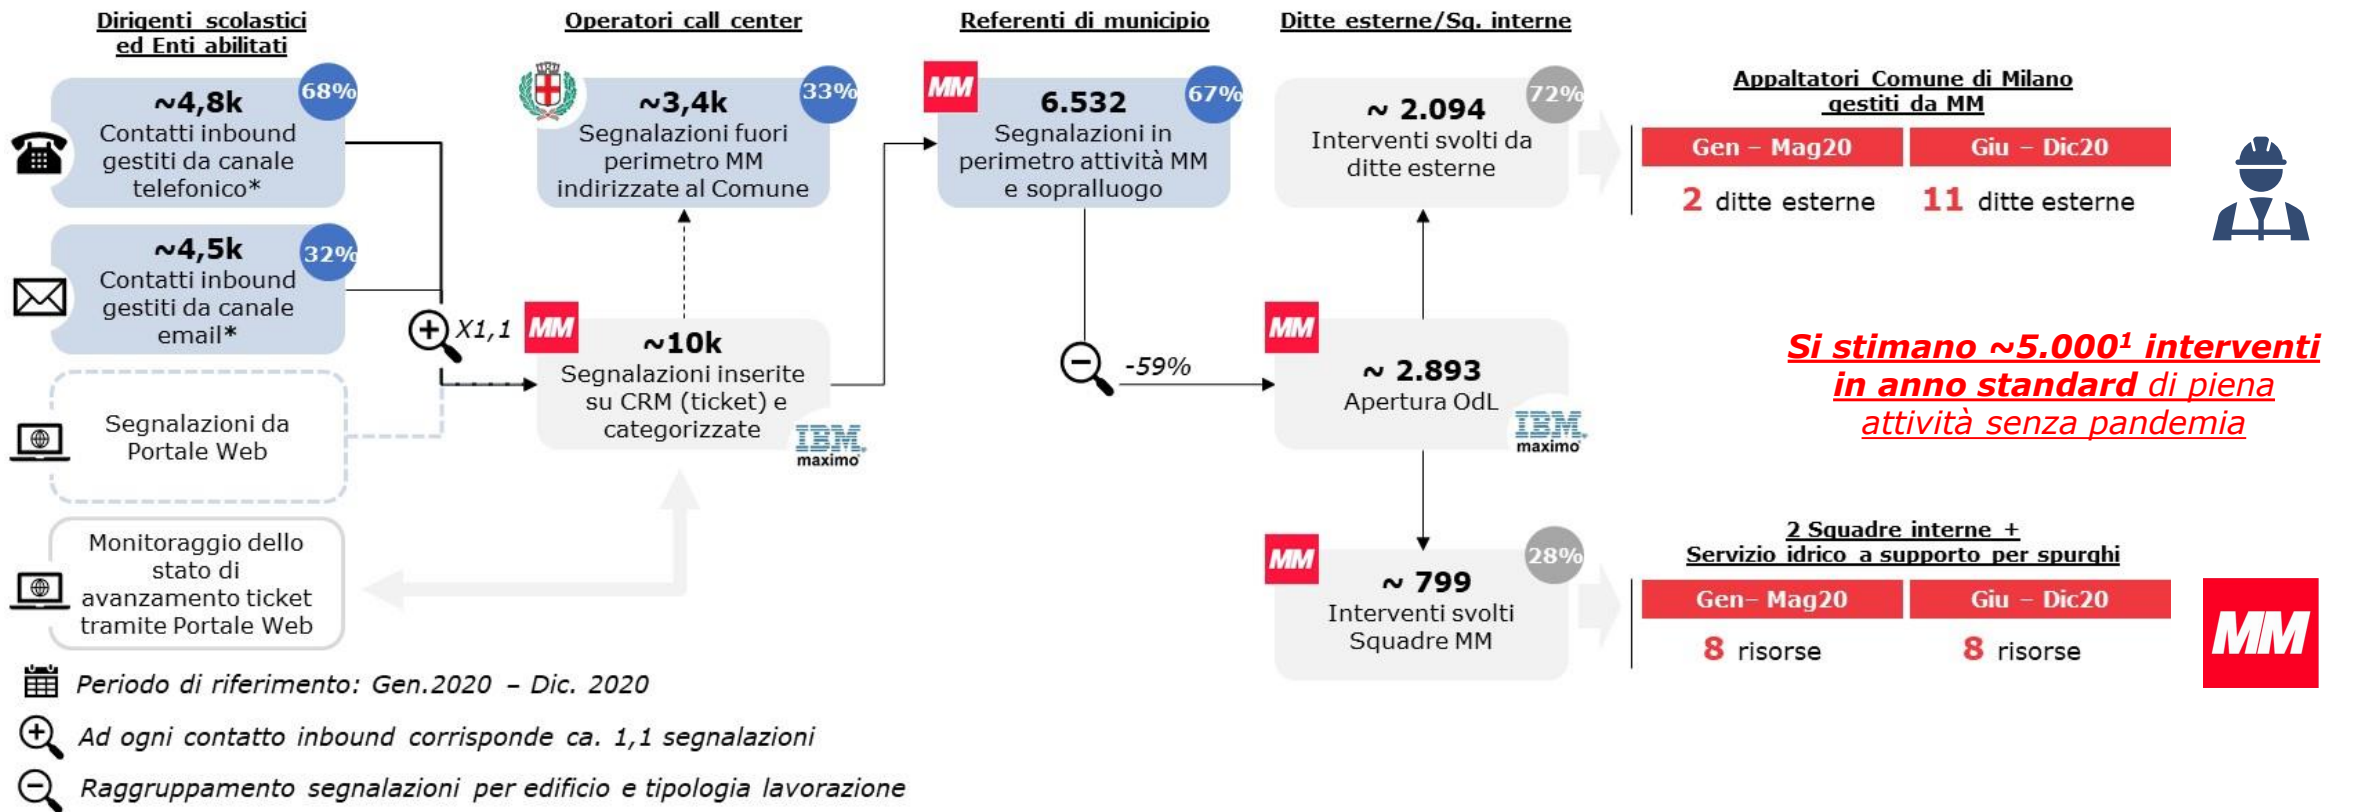 Dirigenti scolastici
ed Enti abilitati
~4,8k
68%
Contatti inbound
gestiti da canale
telefonico*
~4,5k
32%
Contatti inbound
gestiti da canale
email*
Segnalazioni da
Portale Web
Monitoraggio dello
stato di
avanzamento ticket
tramite Portale Web
X1,1
Operatori call center
~3,4k
33%
Segnalazioni fuori
perimetro MM
indirizzate al Comune
MM
~10k
Segnalazioni inserite
su CRM (ticket) e
categorizzate
IBM.
maximo
Referenti di municipio
MM
6.532
67%
Segnalazioni in
perimetro attività MM
e sopralluogo
-59%
Ditte esterne/Sq. interne
~ 2.094
72%
Interventi svolti da
ditte esterne
MM
~ 2.893
Apertura OdL
IBM.
maximo
MM
~ 799
28%
Interventi svolti
Squadre MM
Appaltatori Comune di Milano
gestiti da MM
Gen – Mag20
Giu – Dic20
2 ditte esterne
11 ditte esterne
Si stimano ~5.000¹ interventi
in anno standard di piena
attività senza pandemia
2 Squadre interne +
Servizio idrico a supporto per spurghi
Gen– Mag20
Giu – Dic20
8 risorse
8 risorse
MM
Periodo di riferimento: Gen.2020 – Dic. 2020
Ad ogni contatto inbound corrisponde ca. 1,1 segnalazioni
Raggruppamento segnalazioni per edificio e tipologia lavorazione